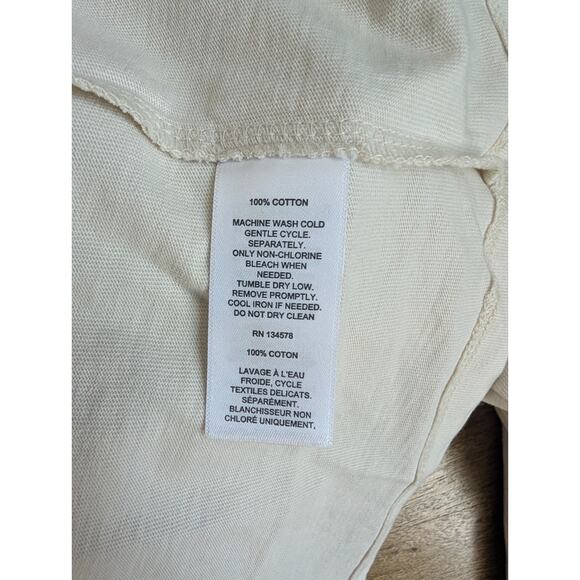 100% COTTON
MACHINE WASH COLD
GENTLE CYCLE.
SEPARATELY.
ONLY NON-CHLORINE
BLEACH WHEN
NEEDED.
TUMBLE DRY LOW.
REMOVE PROMPTLY.
COOL IRON IF NEEDED.
DO NOT DRY CLEAN
RN 134578
100% COTON
LAVAGE À L'EAU
FROIDE, CYCLE
TEXTILES DELICATS.
SÉPARÉMENT.
BLANCHISSEUR NON
CHLORÉ UNIQUEMENT.